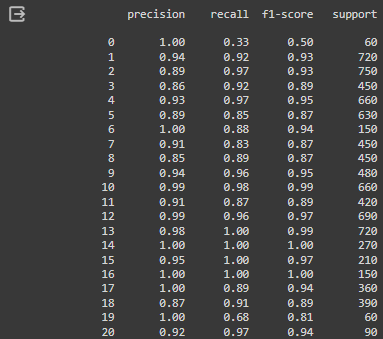 precision recall f1-score support
0 1.00 0.33 0.50 60
1 0.94 0.92 0.93 720
2 0.89 0.97 0.93 750
3 0.86 0.92 0.89 450
4 0.93 0.97 0.95 660
5 0.89 0.85 0.87 630
6 1.00 0.88 0.94 150
7 0.91 0.83 0.87 450
8 0.85 0.89 0.87 450
9 0.94 0.96 0.95 480
10 0.99 0.98 0.99 660
11 0.91 0.87 0.89 420
12 0.99 0.96 0.97 690
13 0.98 1.00 0.99 720
14 1.00 1.00 1.00 270
15 0.95 1.00 0.97 210
16 1.00 1.00 1.00 150
17 1.00 0.89 0.94 360
18 0.87 0.91 0.89 390
19 1.00 0.68 0.81 60
20 0.92 0.97 0.94 90